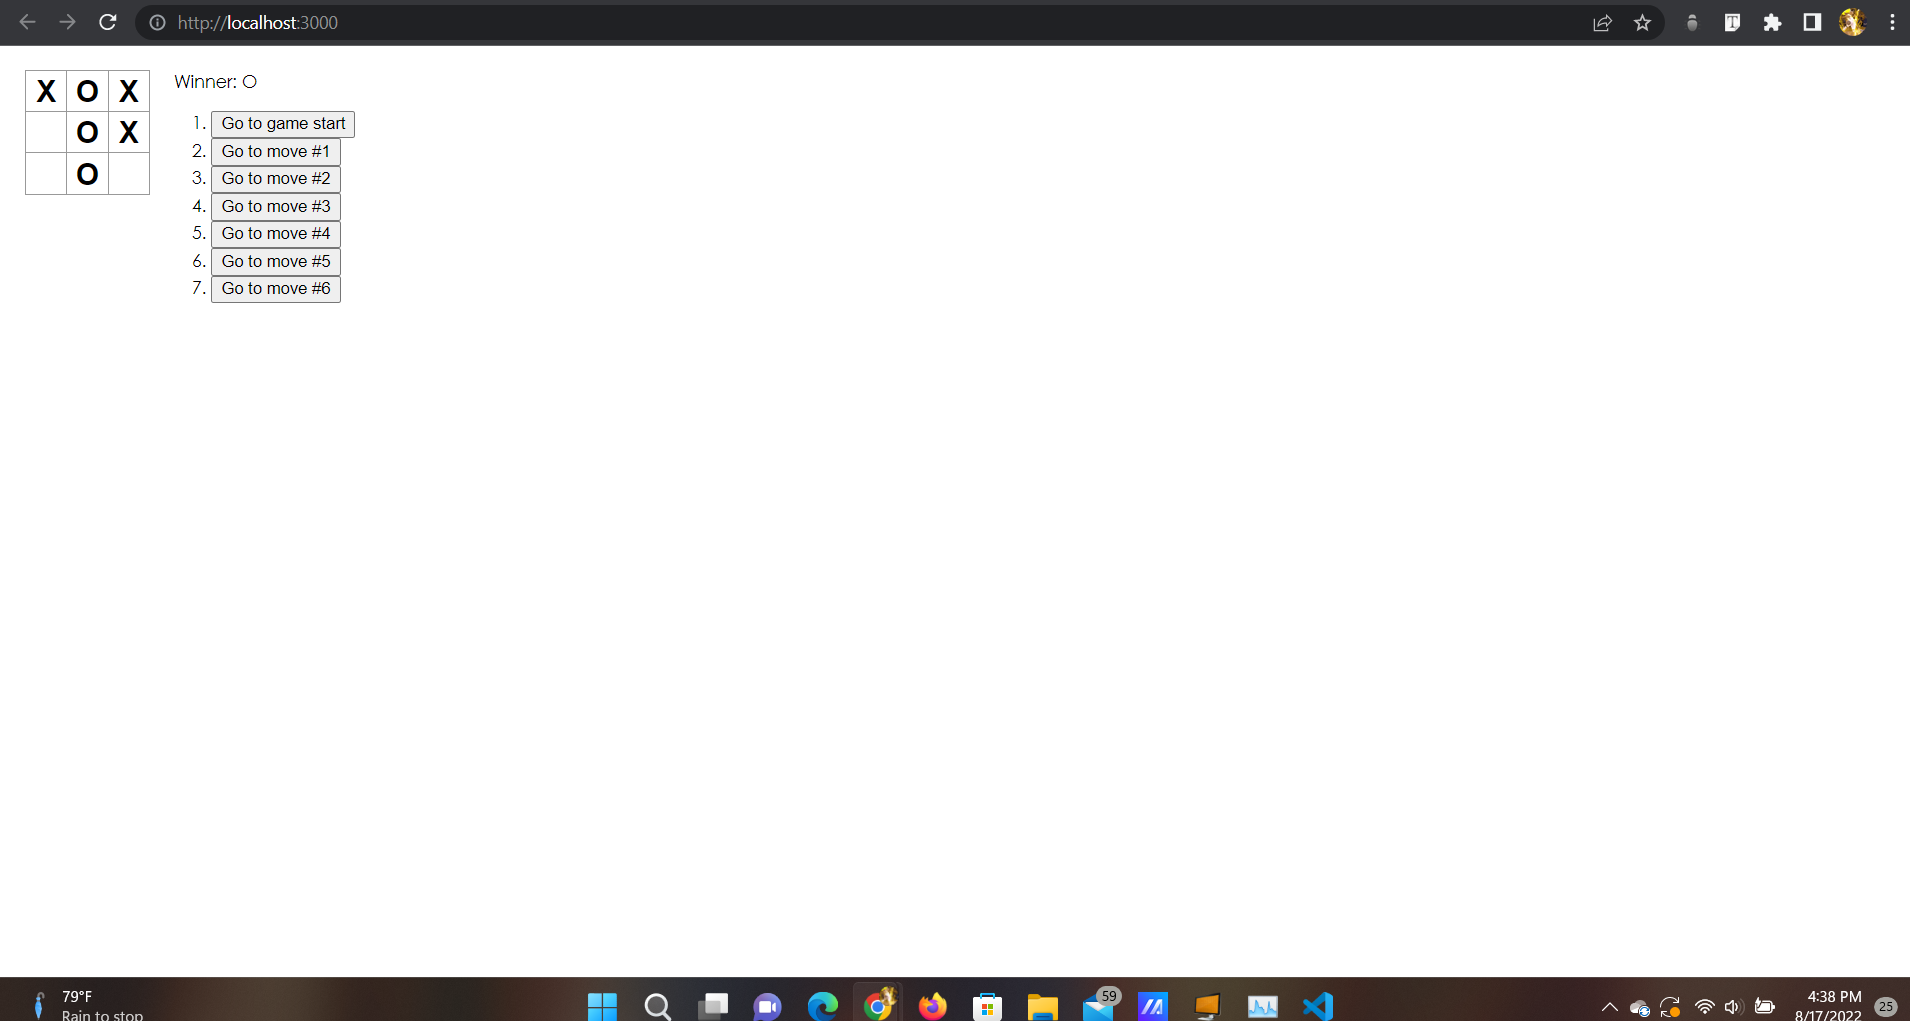 http://localhost:3000
X O X
O X
O
Winner: O
1. Go to game start
2. Go to move #1
3. Go to move #2
4. Go to move #3
5. Go to move #4
6. Go to move #5
7. Go to move #6
79°F
Rain to stop
59
4:38 PM
8/17/2022
25